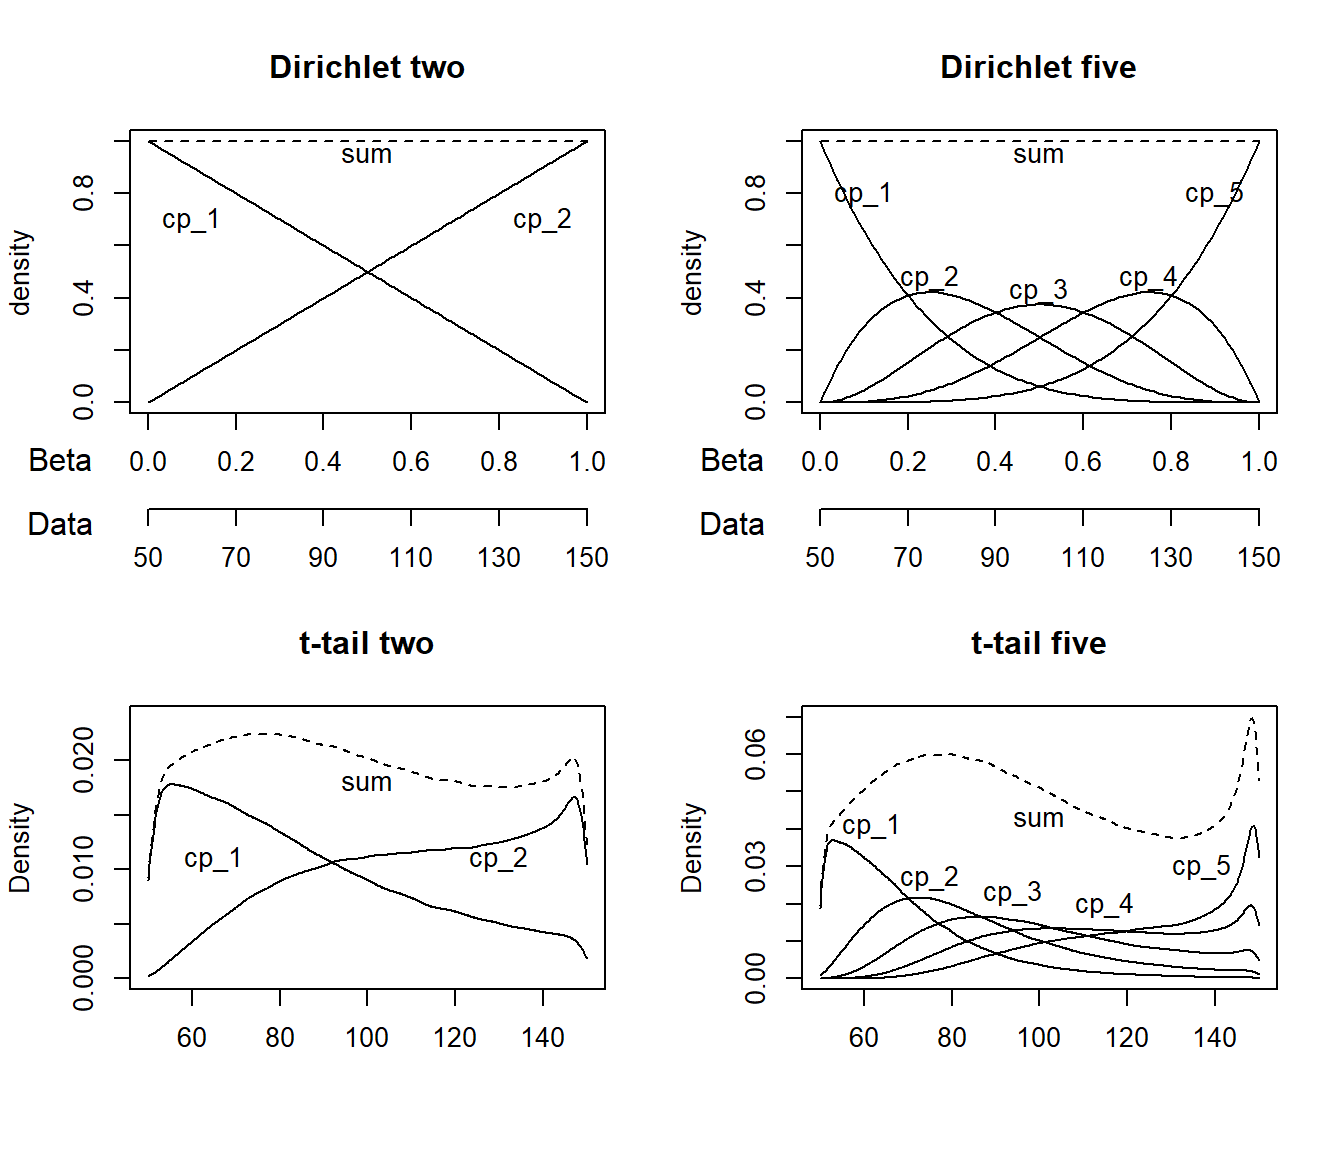 Dirichlet two
density
0.0 0.4 0.8
sum
cp_1 cp_2
Beta 0.0 0.2 0.4 0.6 0.8 1.0
Data 50 70 90 110 130 150
Dirichlet five
density
0.0 0.4 0.8
sum
cp_1 cp_5
cp_2 cp_3 cp_4
Beta 0.0 0.2 0.4 0.6 0.8 1.0
Data 50 70 90 110 130 150
t-tail two
Density
0.000 0.010 0.020
sum
cp_1 cp_2
60 80 100 120 140
t-tail five
Density
0.00 0.03 0.06
sum
cp_1
cp_2 cp_3 cp_4 cp_5
60 80 100 120 140